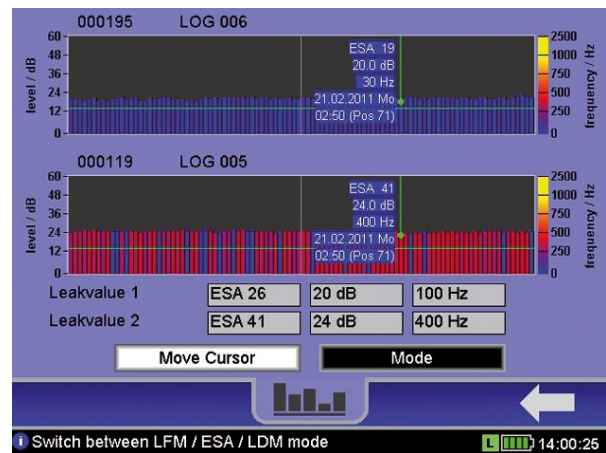 000195 LOG 006
60
48
36
24
12
0
level / dB
ESA 19
20.0 dB
30 Hz
21.02.2011 Mo
02:50 (Pos 71)
2500
1000
750
500
250
0
frequency / Hz
000119 LOG 005
60
48
36
24
12
0
level / dB
ESA 41
24.0 dB
400 Hz
21.02.2011 Mo
02:50 (Pos 71)
2500
1000
750
500
250
0
frequency / Hz
Leakvalue 1 ESA 26 20 dB 100 Hz
Leakvalue 2 ESA 41 24 dB 400 Hz
Move Cursor Mode
i Switch between LFM / ESA / LDM mode L 14:00:25